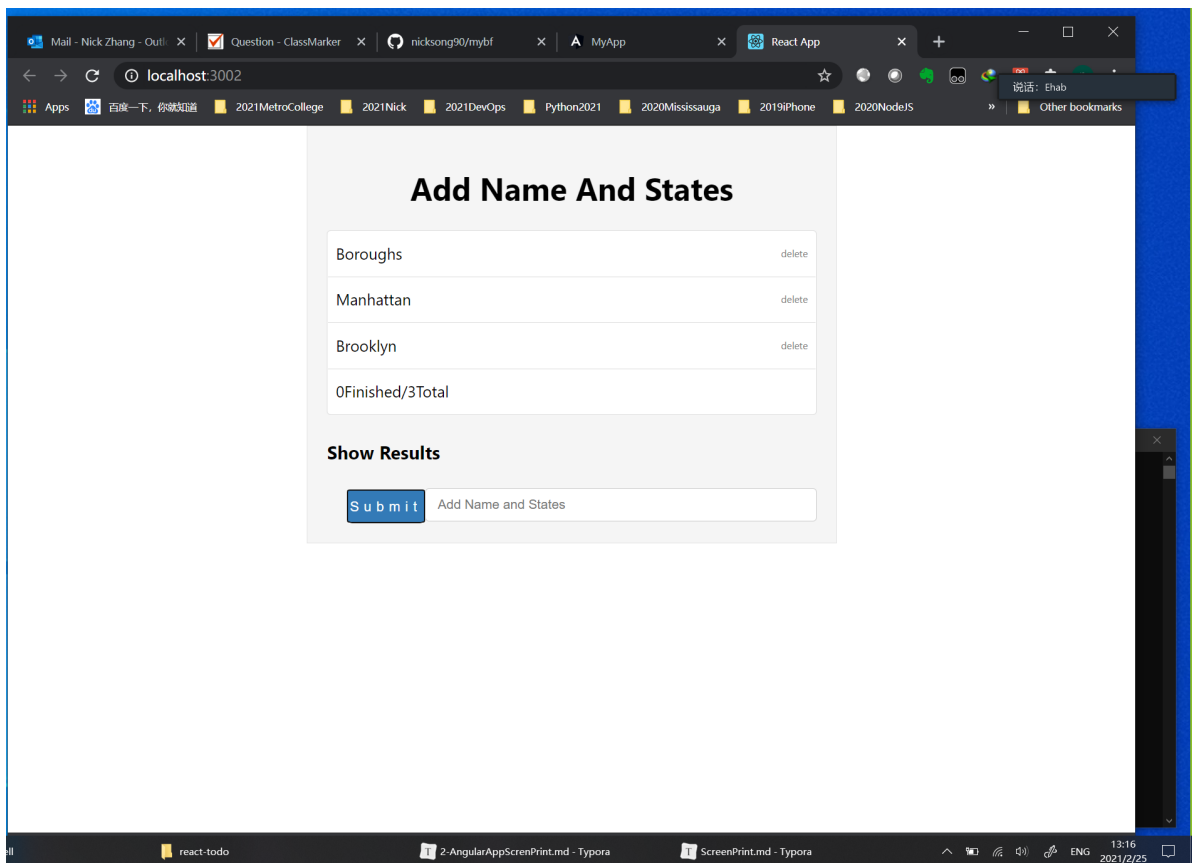 Mail - Nick Zhang - Outl
Question - ClassMarker
nicksong90/mybf
MyApp
React App
localhost:3002
说话: Ehab
Apps
百度一下，你就知道
2021MetroCollege
2021Nick
2021DevOps
Python2021
2020Mississauga
2019iPhone
2020NodeJS
»
Other bookmarks
Add Name And States
Boroughs delete
Manhattan delete
Brooklyn delete
0Finished/3Total
Show Results
Submit Add Name and States
ell
react-todo
2-AngularAppScrenPrint.md - Typora
ScreenPrint.md - Typora
ENG
13:16
2021/2/25